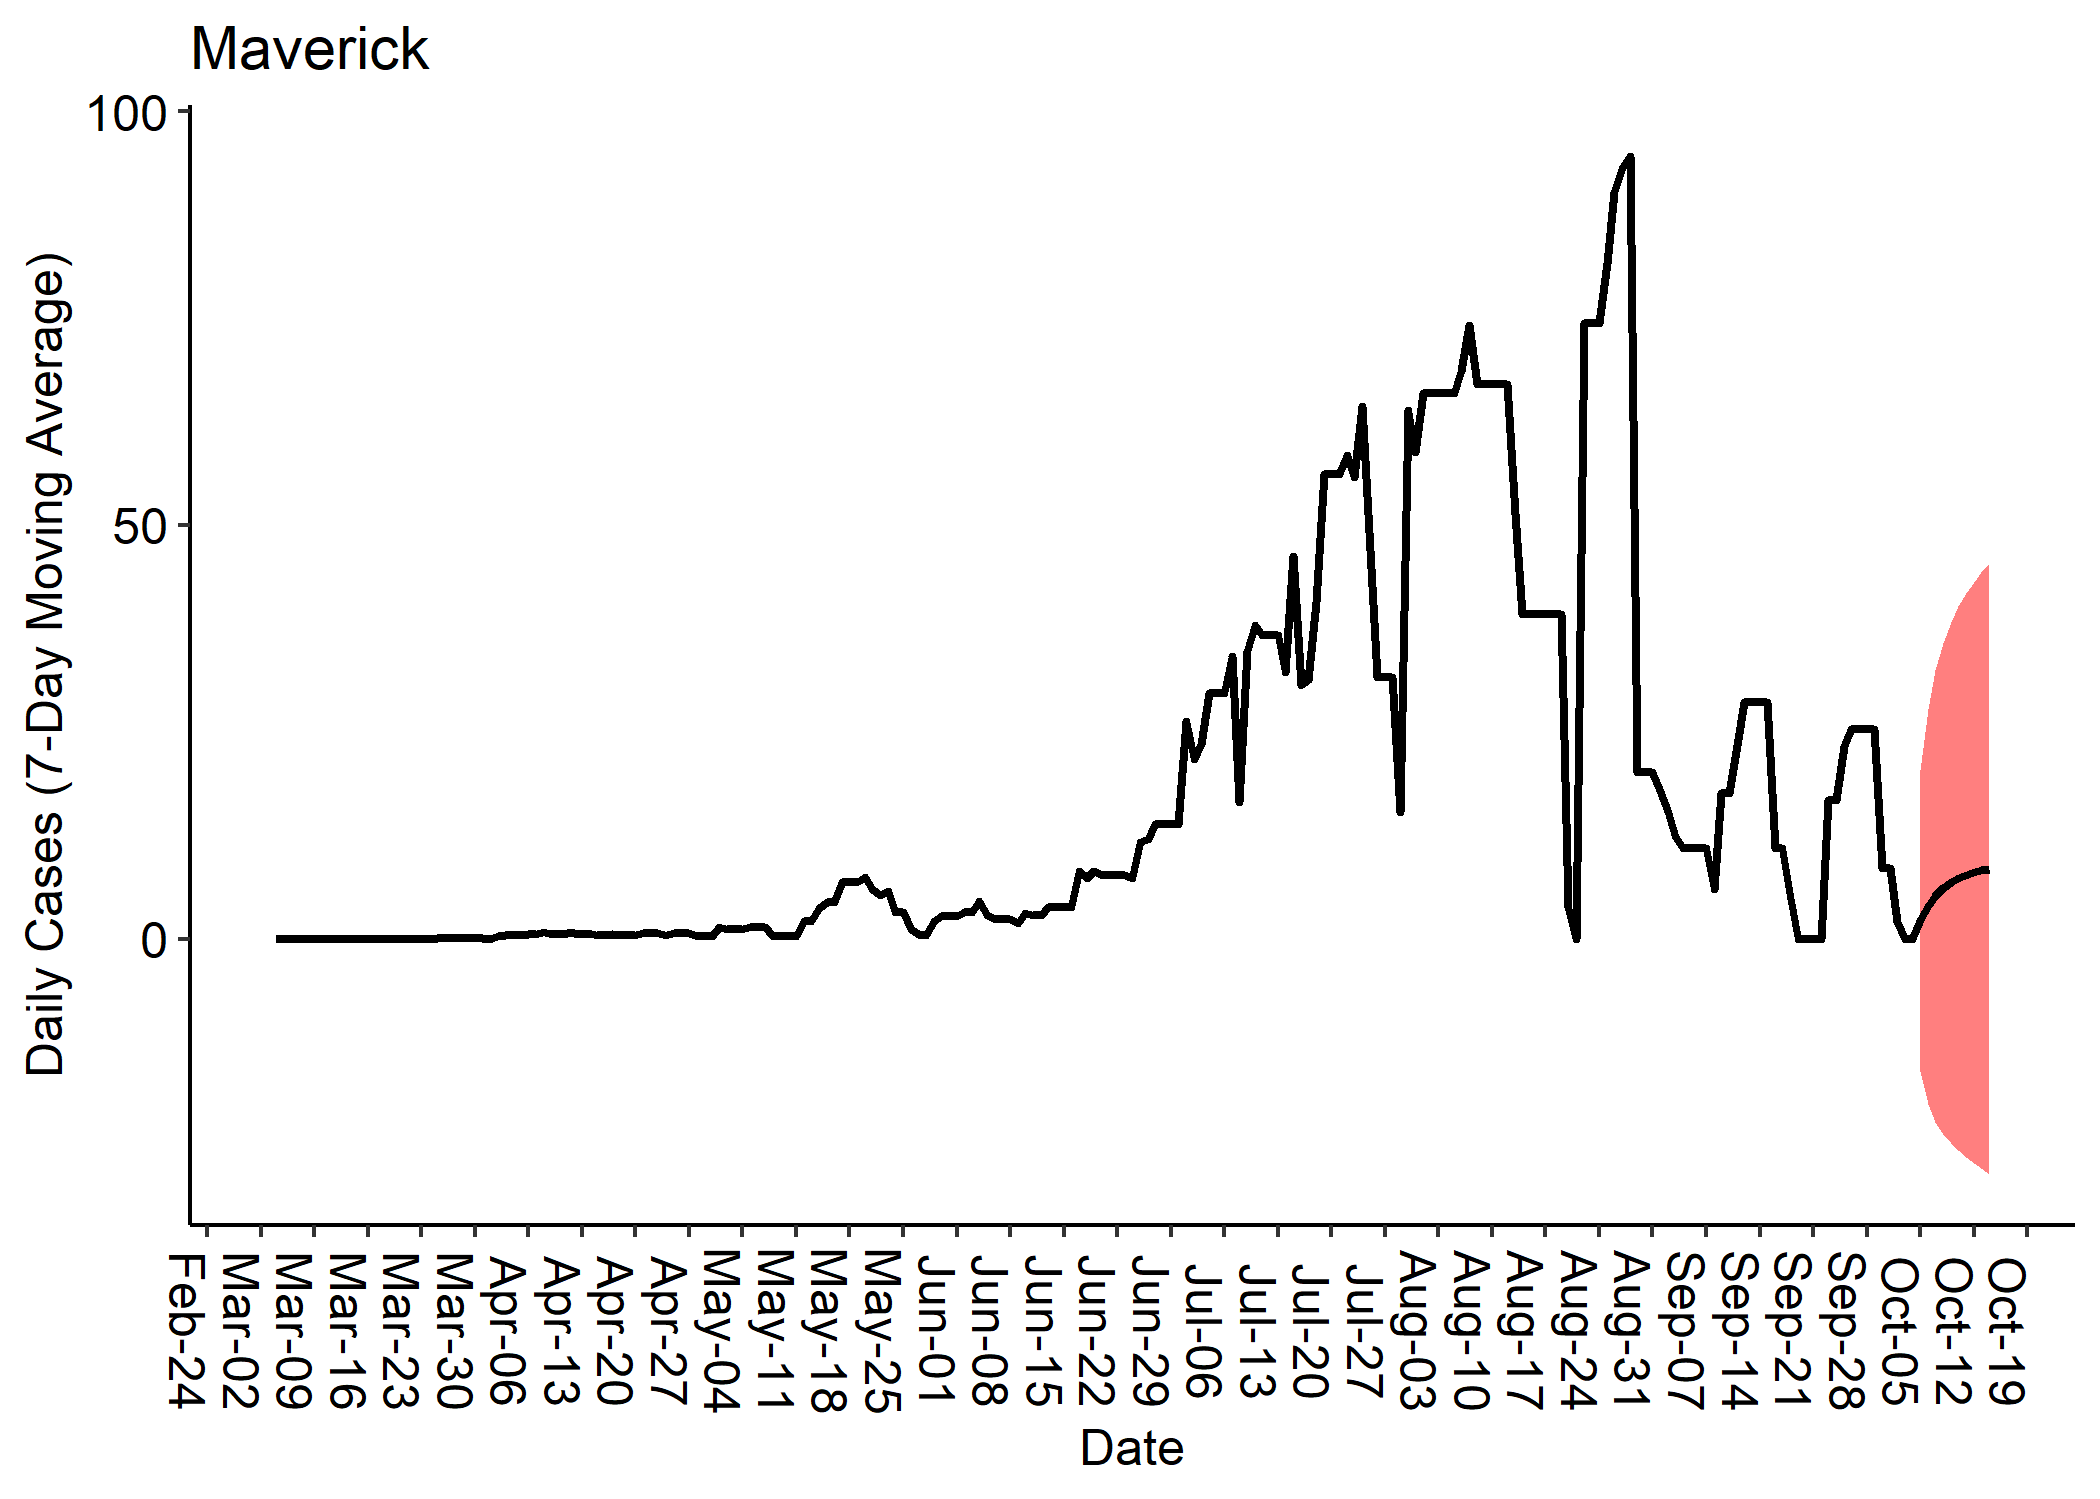 Maverick
100
50
0
Daily Cases (7-Day Moving Average)
Feb-24
Mar-02
Mar-09
Mar-16
Mar-23
Mar-30
Apr-06
Apr-13
Apr-20
Apr-27
May-04
May-11
May-18
May-25
Jun-01
Jun-08
Jun-15
Jun-22
Jun-29
Jul-06
Jul-13
Jul-20
Jul-27
Aug-03
Aug-10
Aug-17
Aug-24
Aug-31
Sep-07
Sep-14
Sep-21
Sep-28
Oct-05
Oct-12
Oct-19
Date